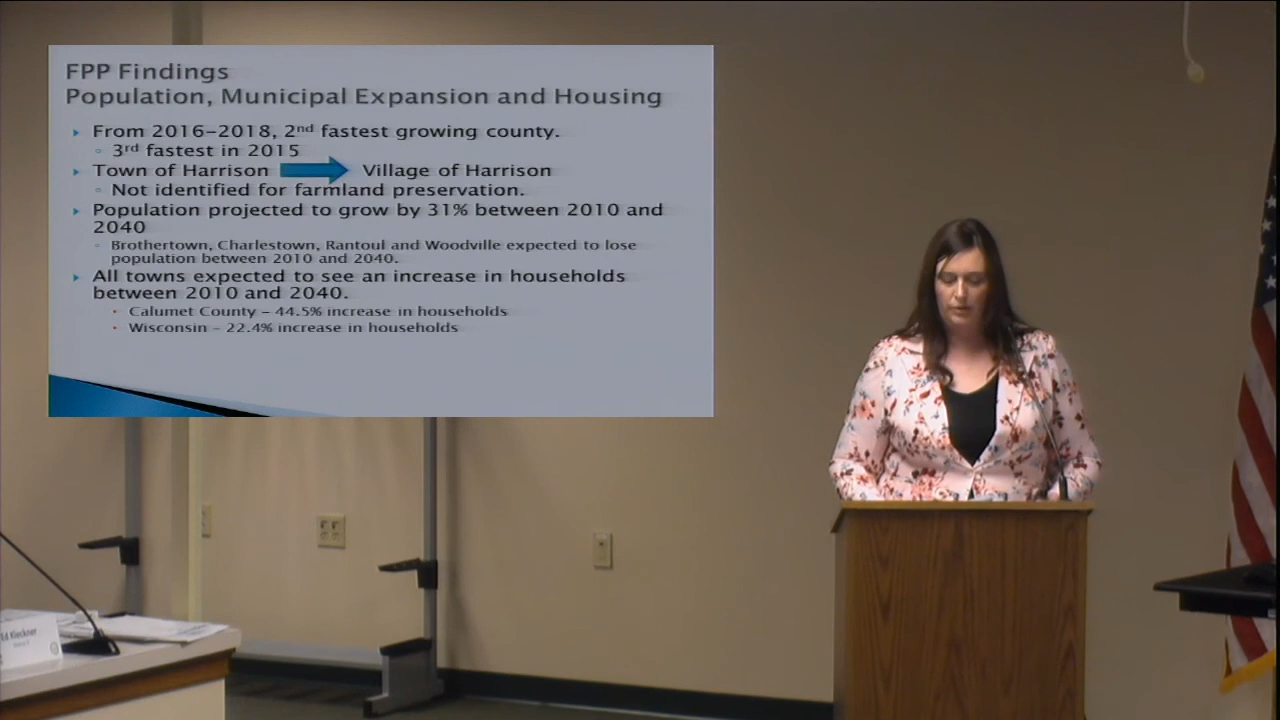 FPP Findings
Population, Municipal Expansion and Housing
From 2016-2018, 2nd fastest growing county.
3rd fastest in 2015
Town of Harrison Village of Harrison
Not identified for farmland preservation.
Population projected to grow by 31% between 2010 and
2040
Brothertown, Charlestown, Rantoul and Woodville expected to lose
population between 2010 and 2040.
All towns expected to see an increase in households
between 2010 and 2040.
Calumet County - 44.5% increase in households
Wisconsin - 22.4% increase in households
Ed Kleckner